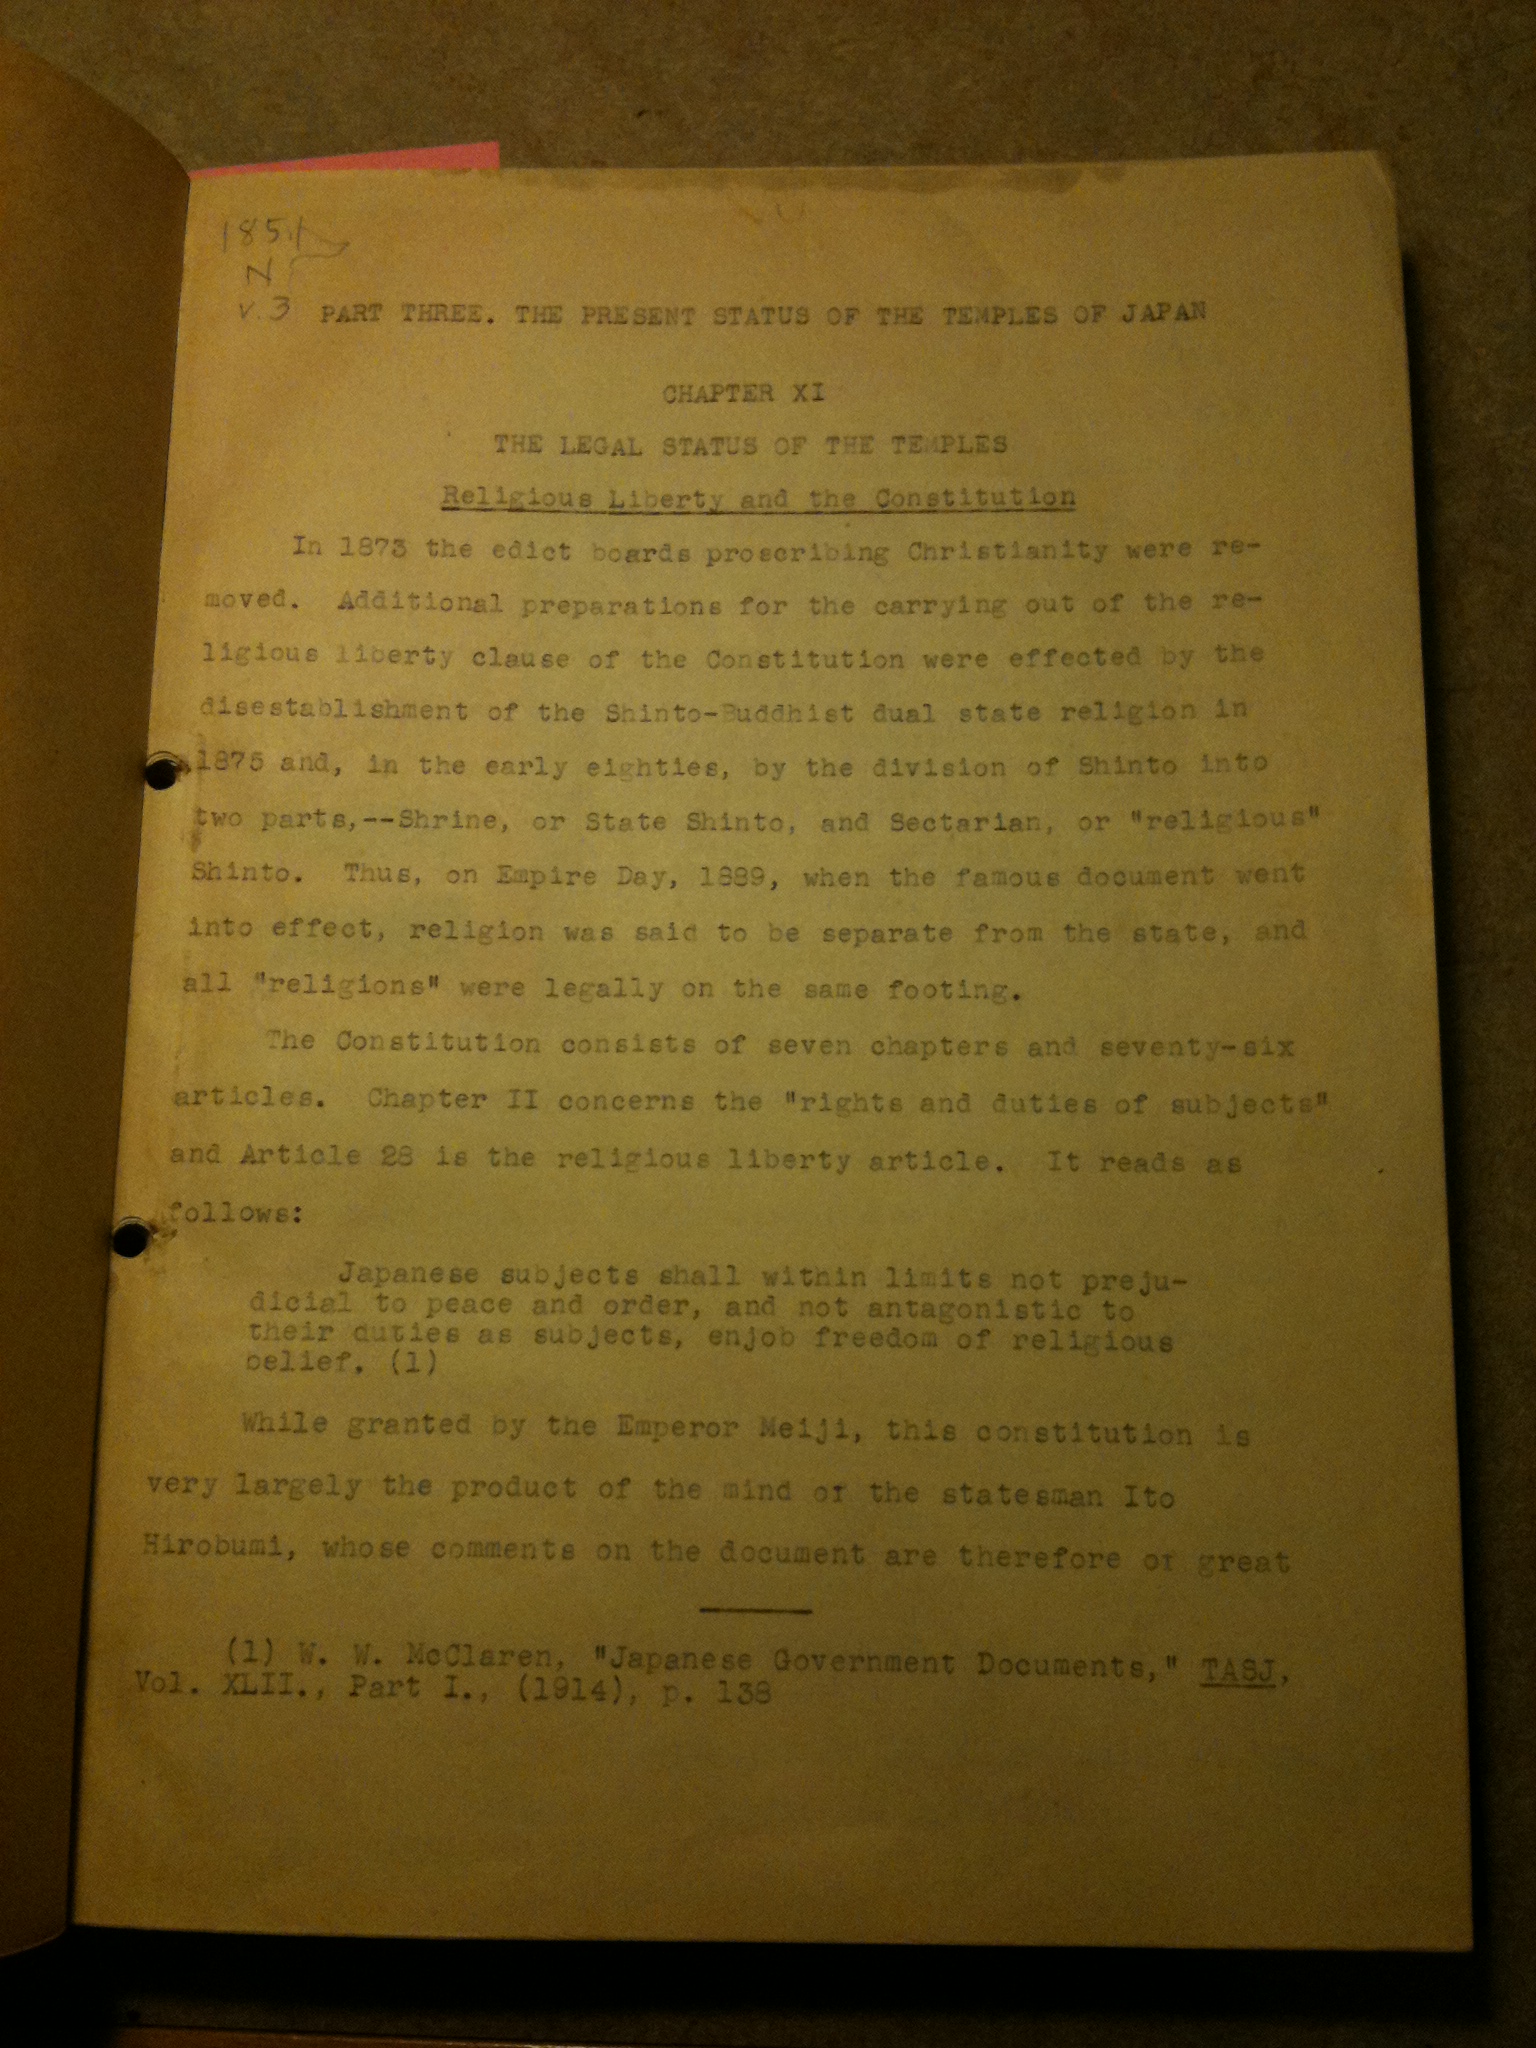 1851
N
v.3 PART THREE. THE PRESENT STATUS OF THE TEMPLES OF JAPAN
CHAPTER XI
THE LEGAL STATUS OF THE TEMPLES
Religious Liberty and the Constitution
In 1873 the edict boards proscribing Christianity were re-
moved. Additional preparations for the carrying out of the re-
ligious liberty clause of the Constitution were effected by the
disestablishment of the Shinto-Buddhist dual state religion in
1875 and, in the early eighties, by the division of Shinto into
two parts,--Shrine, or State Shinto, and Sectarian, or "religious"
Shinto. Thus, on Empire Day, 1889, when the famous document went
into effect, religion was said to be separate from the state, and
all "religions" were legally on the same footing.
The Constitution consists of seven chapters and seventy-six
articles. Chapter II concerns the "rights and duties of subjects"
and Article 28 is the religious liberty article. It reads as
follows:
Japanese subjects shall within limits not preju-
dicial to peace and order, and not antagonistic to
their duties as subjects, enjob freedom of religious
belief. (1)
While granted by the Emperor Meiji, this constitution is
very largely the product of the mind of the statesman Ito
Hirobumi, whose comments on the document are therefore of great
(1) W. W. McClaren, "Japanese Government Documents," TASJ,
Vol. XLII., Part I., (1914), p. 138